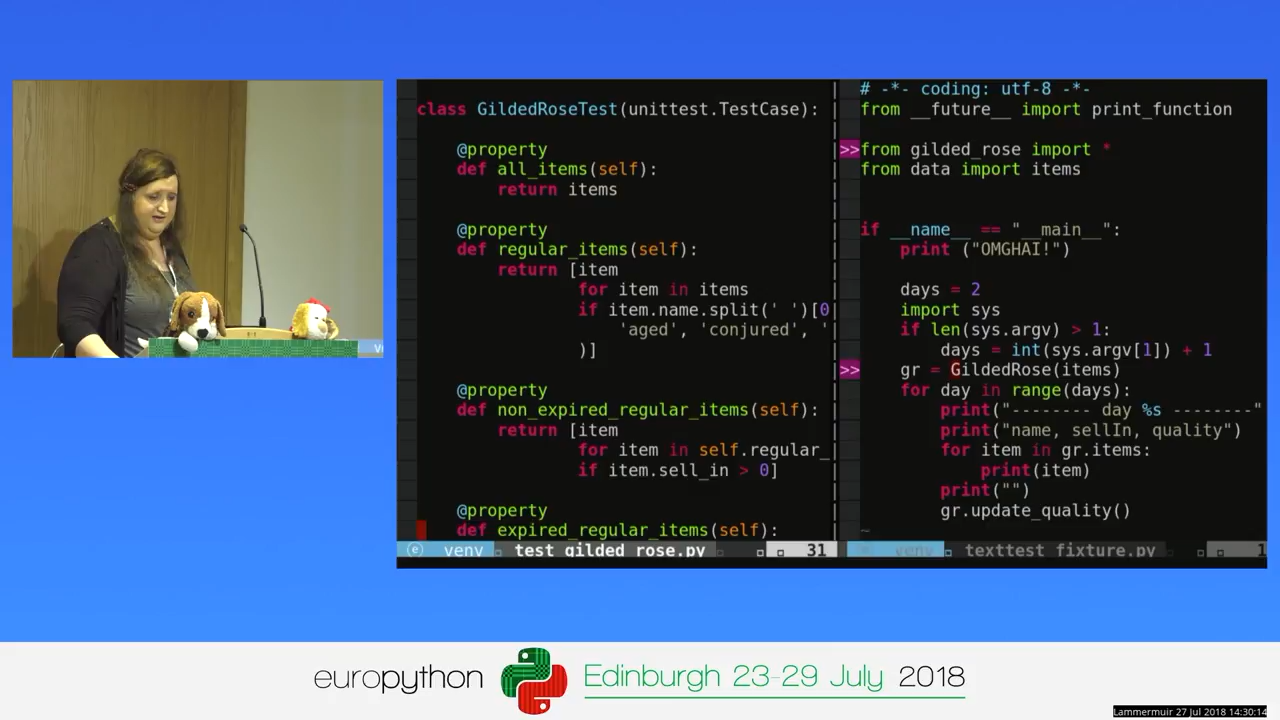 class GildedRoseTest(unittest.TestCase):
@property
def all_items(self):
return items
@property
def regular_items(self):
return [item
for item in items
if item.name.split(' ')[0
'aged', 'conjured', '
)]
@property
def non_expired_regular_items(self):
return [item
for item in self.regular_
if item.sell_in > 0]
@property
def expired_regular_items(self):
venv test_gilded_rose.py 31
# -*- coding: utf-8 -*-
from __future__ import print_function
>>from gilded_rose import *
from data import items
if __name__ == "__main__":
print ("OMGHAI!")
days = 2
import sys
if len(sys.argv) > 1:
days = int(sys.argv[1]) + 1
>> gr = GildedRose(items)
for day in range(days):
print("-------- day %s --------"
print("name, sellIn, quality")
for item in gr.items:
print(item)
print("")
gr.update_quality()
~
venv texttest_fixture.py 1
europython
Edinburgh 23-29 July 2018
Lammermuir 27 Jul 2018 14:30:14